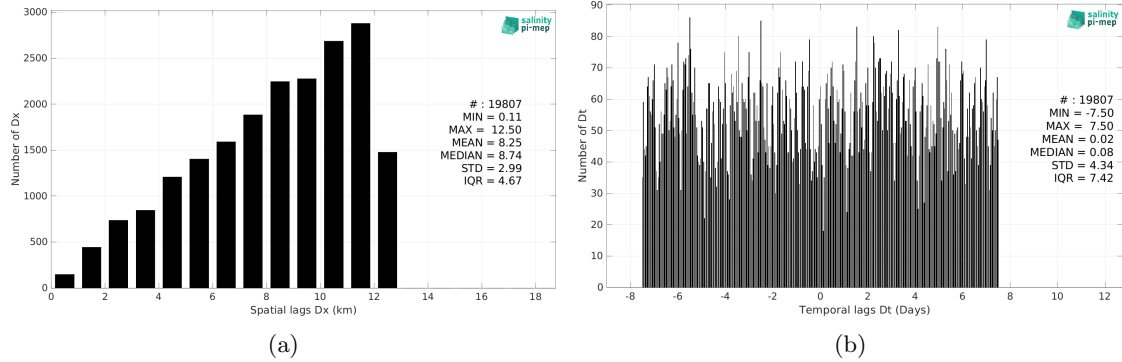 3000
2500
2000
1500
1000
500
0
Number of Dx
salinity
pi-mep
# : 19807
MIN = 0.11
MAX = 12.50
MEAN = 8.25
MEDIAN = 8.74
STD = 2.99
IQR = 4.67
0 2 4 6 8 10 12 14 16 18
Spatial lags Dx (km)
(a)
90
80
70
60
50
40
30
20
10
0
Number of Dt
salinity
pi-mep
# : 19807
MIN = -7.50
MAX = 7.50
MEAN = 0.02
MEDIAN = 0.08
STD = 4.34
IQR = 7.42
-8 -6 -4 -2 0 2 4 6 8 10 12
Temporal lags Dt (Days)
(b)